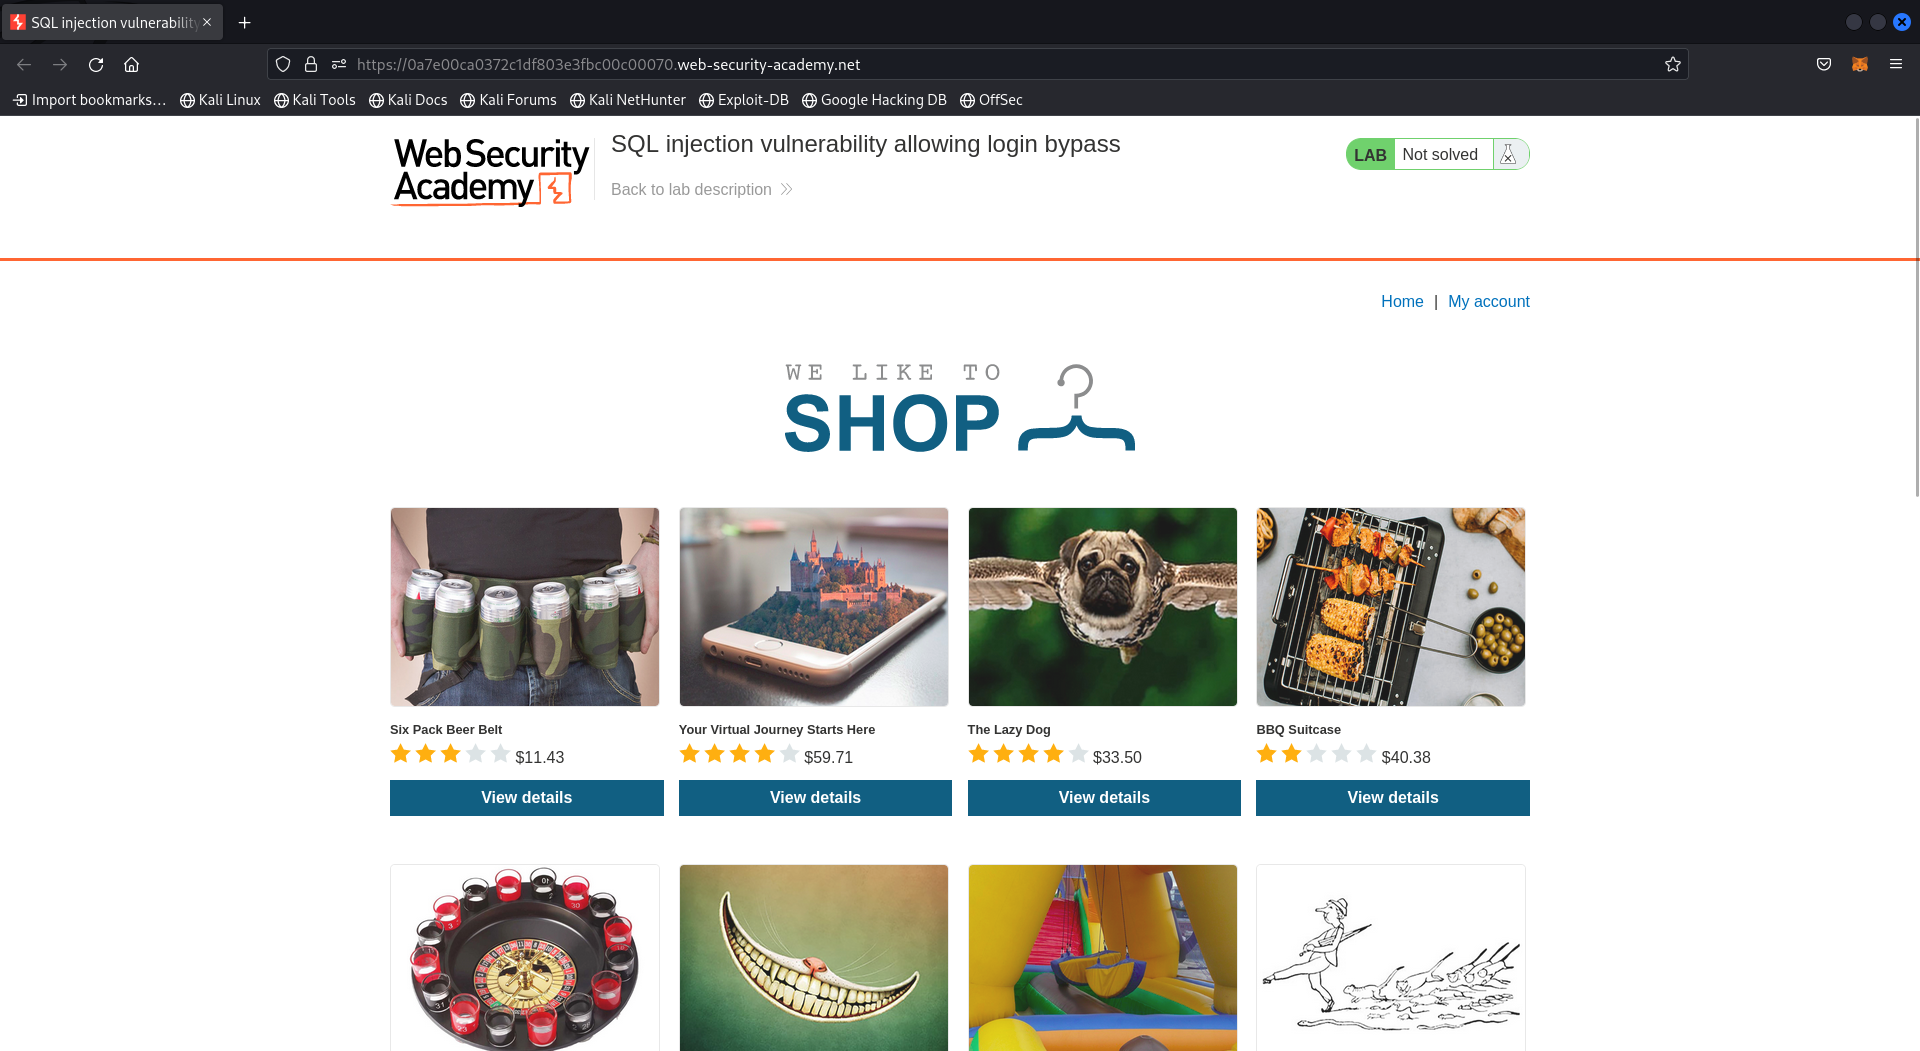 SQL injection vulnerability
https://0a7e00ca0372c1df803e3fbc00c00070.web-security-academy.net
Import bookmarks... Kali Linux Kali Tools Kali Docs Kali Forums Kali NetHunter Exploit-DB Google Hacking DB OffSec
Web Security
Academy
SQL injection vulnerability allowing login bypass
Back to lab description
LAB Not solved
Home | My account
WE LIKE TO
SHOP
Six Pack Beer Belt
$11.43
View details
Your Virtual Journey Starts Here
$59.71
View details
The Lazy Dog
$33.50
View details
BBQ Suitcase
$40.38
View details